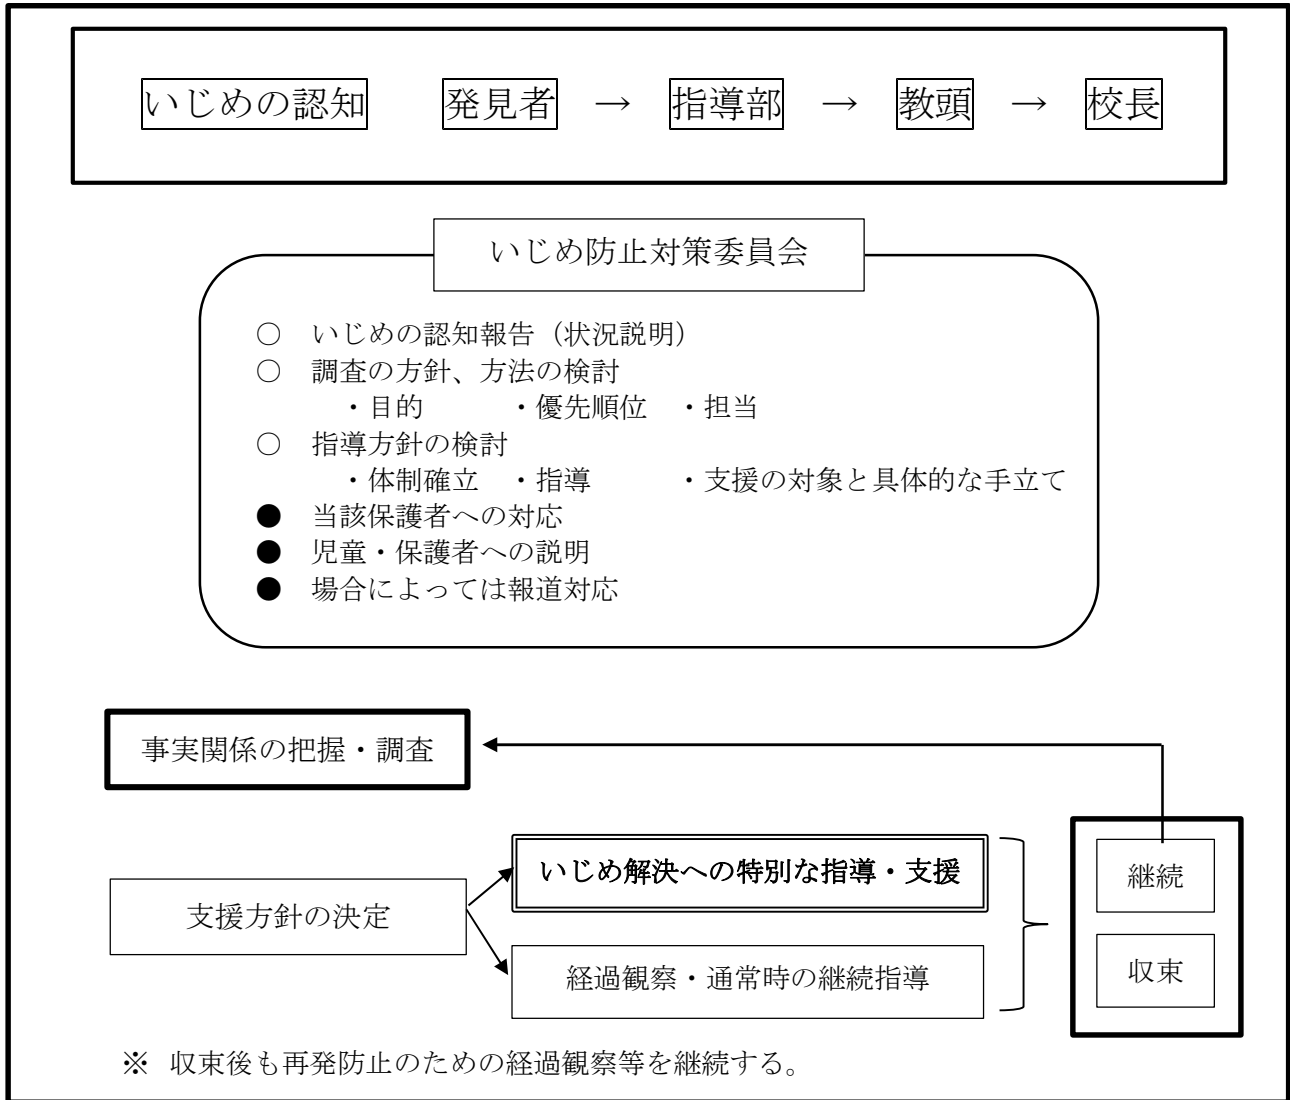 いじめの認知　発見者　→　指導部　→　教頭　→　校長
いじめ防止対策委員会
○　いじめの認知報告（状況説明）
○　調査の方針、方法の検討
・目的　・優先順位　・担当
○　指導方針の検討
・体制確立　・指導　・支援の対象と具体的な手立て
●　当該保護者への対応
●　児童・保護者への説明
●　場合によっては報道対応
事実関係の把握・調査
支援方針の決定
いじめ解決への特別な指導・支援
経過観察・通常時の継続指導
継続
収束
※　収束後も再発防止のための経過観察等を継続する。